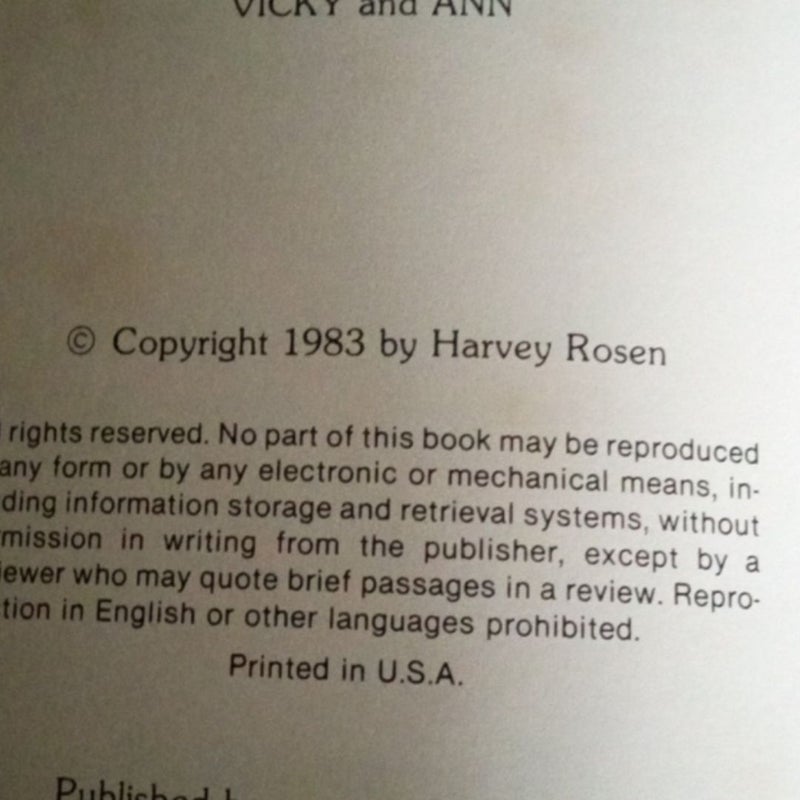 VICKY and ANN
© Copyright 1983 by Harvey Rosen
rights reserved. No part of this book may be reproduced
any form or by any electronic or mechanical means, in-
ding information storage and retrieval systems, without
mission in writing from the publisher, except by a
iewer who may quote brief passages in a review. Repro-
tion in English or other languages prohibited.
Printed in U.S.A.
Published